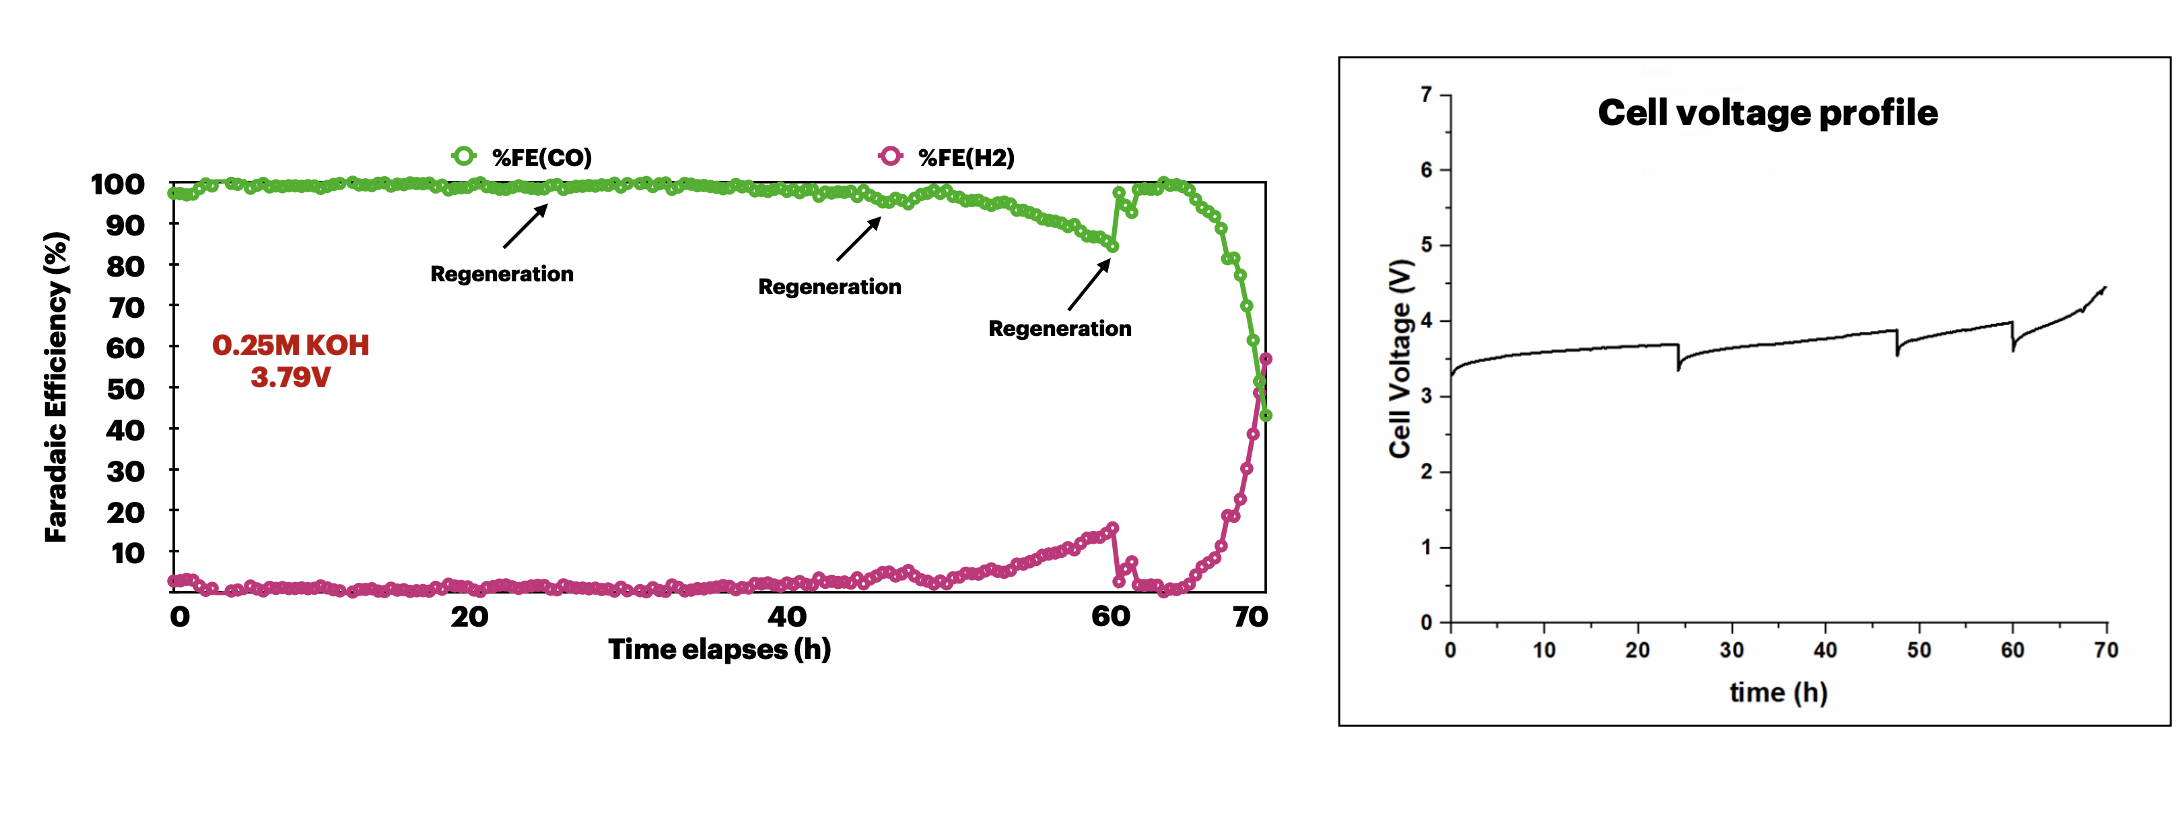 %FE(CO)
%FE(H2)
100
90
80
70
60
50
40
30
20
10
Faradaic Efficiency (%)
Regeneration
Regeneration
Regeneration
0.25M KOH
3.79V
0 20 40 60 70
Time elapses (h)
Cell voltage profile
7
6
5
4
3
2
1
0
Cell Voltage (V)
0 10 20 30 40 50 60 70
time (h)